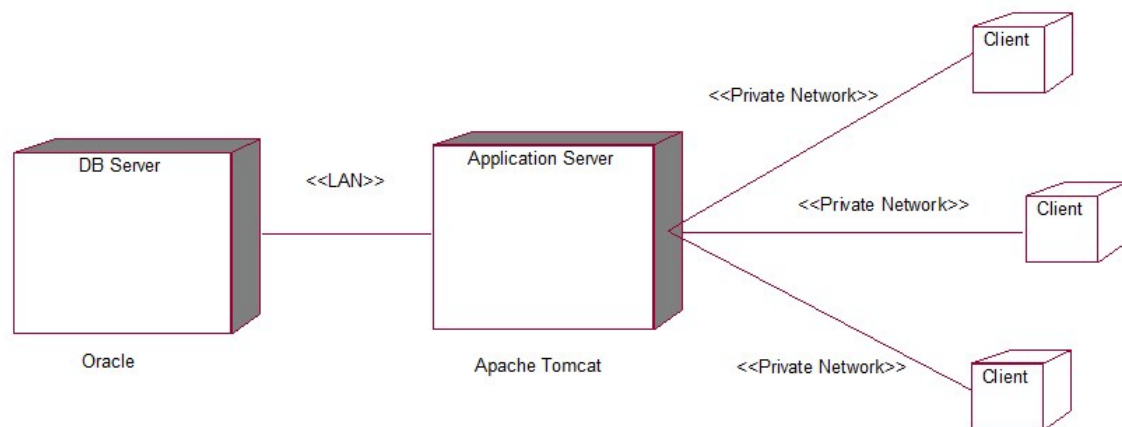 Client
<<Private Network>>
DB Server
Application Server
<<LAN>>
<<Private Network>>
Client
Oracle
Apache Tomcat
<<Private Network>>
Client